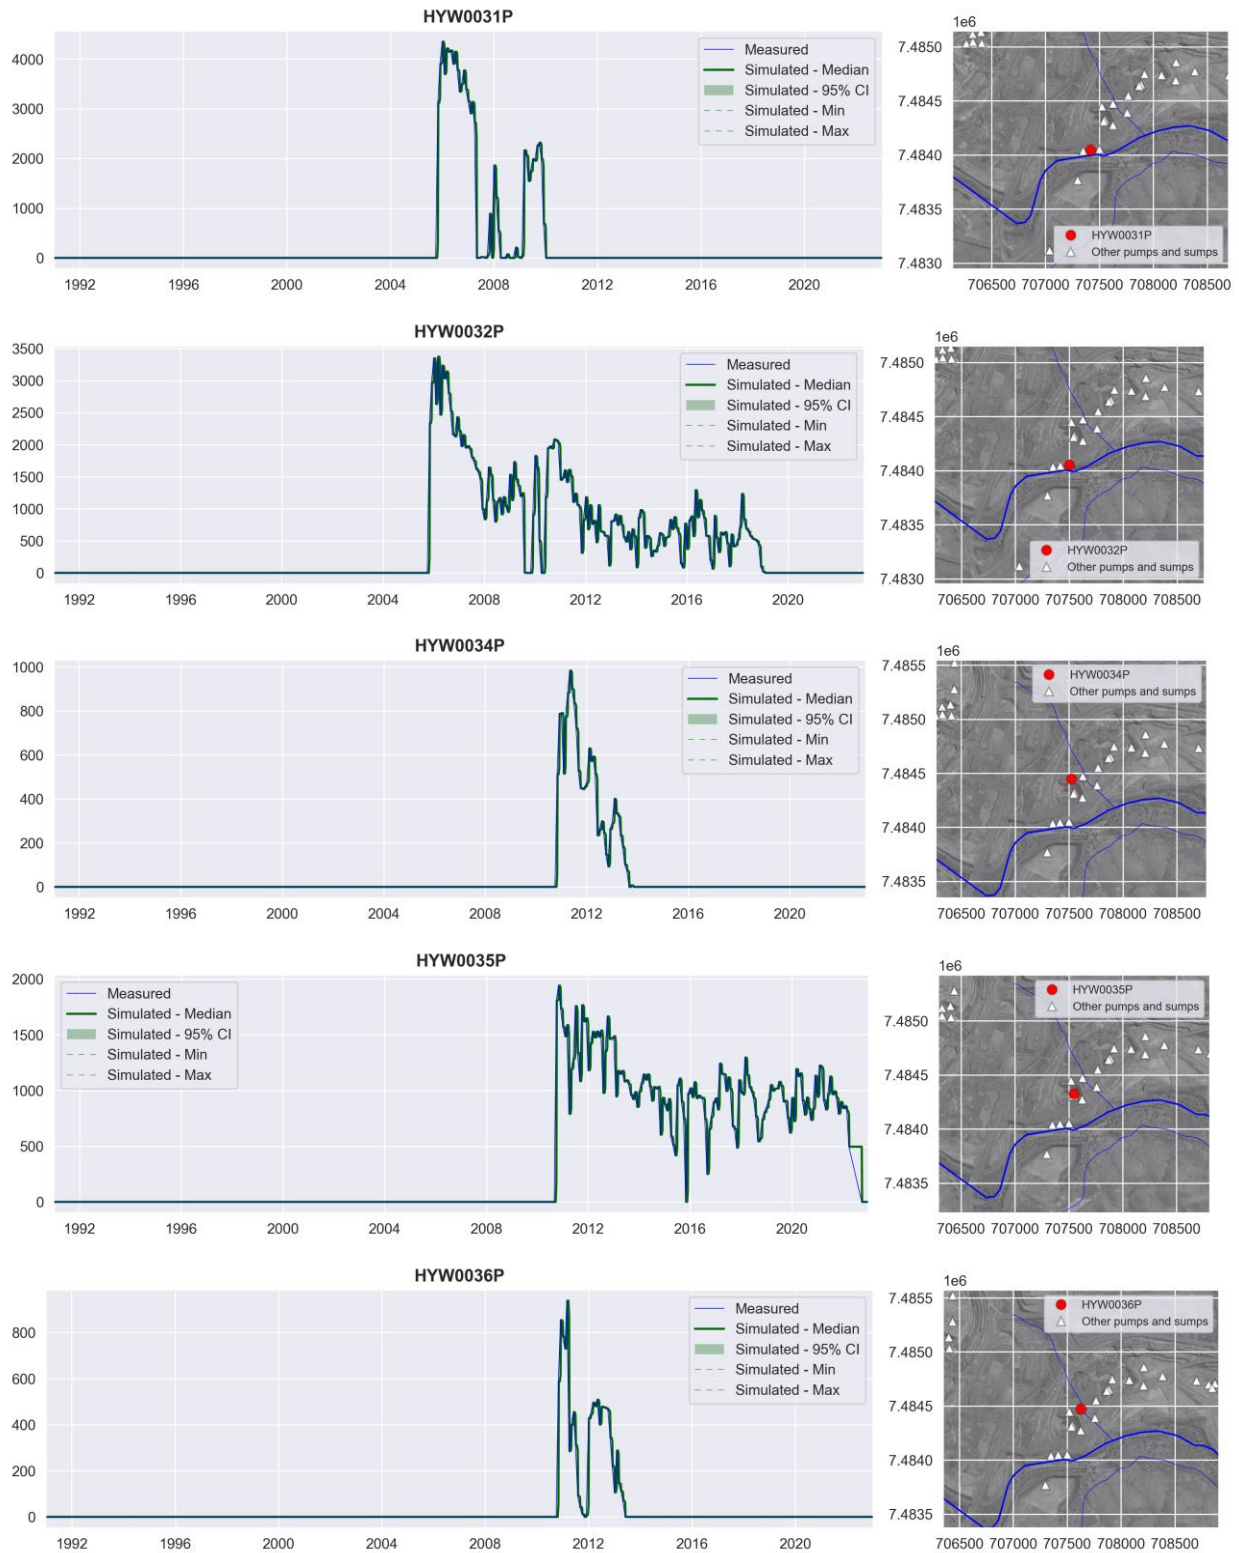 HYW0031P
4000
3000
2000
1000
0
1992 1996 2000 2004 2008 2012 2016 2020
Measured
Simulated - Median
Simulated - 95% CI
Simulated - Min
Simulated - Max
1e6
7.4850
7.4845
7.4840
7.4835
7.4830
706500 707000 707500 708000 708500
HYW0031P
Other pumps and sumps
HYW0032P
3500
3000
2500
2000
1500
1000
500
0
1992 1996 2000 2004 2008 2012 2016 2020
Measured
Simulated - Median
Simulated - 95% CI
Simulated - Min
Simulated - Max
1e6
7.4850
7.4845
7.4840
7.4835
7.4830
706500 707000 707500 708000 708500
HYW0032P
Other pumps and sumps
HYW0034P
1000
800
600
400
200
0
1992 1996 2000 2004 2008 2012 2016 2020
Measured
Simulated - Median
Simulated - 95% CI
Simulated - Min
Simulated - Max
1e6
7.4855
7.4850
7.4845
7.4840
7.4835
706500 707000 707500 708000 708500
HYW0034P
Other pumps and sumps
HYW0035P
2000
1500
1000
500
0
1992 1996 2000 2004 2008 2012 2016 2020
Measured
Simulated - Median
Simulated - 95% CI
Simulated - Min
Simulated - Max
1e6
7.4850
7.4845
7.4840
7.4835
706500 707000 707500 708000 708500
HYW0035P
Other pumps and sumps
HYW0036P
800
600
400
200
0
1992 1996 2000 2004 2008 2012 2016 2020
Measured
Simulated - Median
Simulated - 95% CI
Simulated - Min
Simulated - Max
1e6
7.4855
7.4850
7.4845
7.4840
7.4835
706500 707000 707500 708000 708500
HYW0036P
Other pumps and sumps